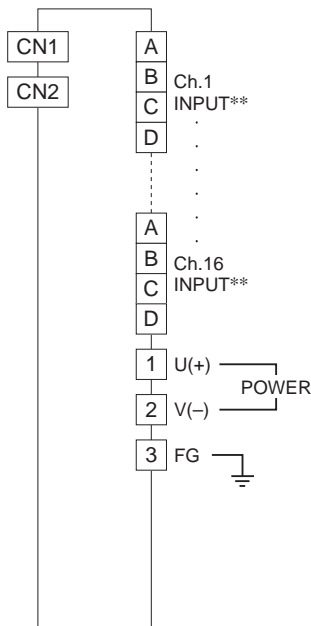 CN1
CN2
A
B
C
D
Ch.1
INPUT**
A
B
C
D
Ch.16
INPUT**
1 U(+)
POWER
2 V(–)
3 FG